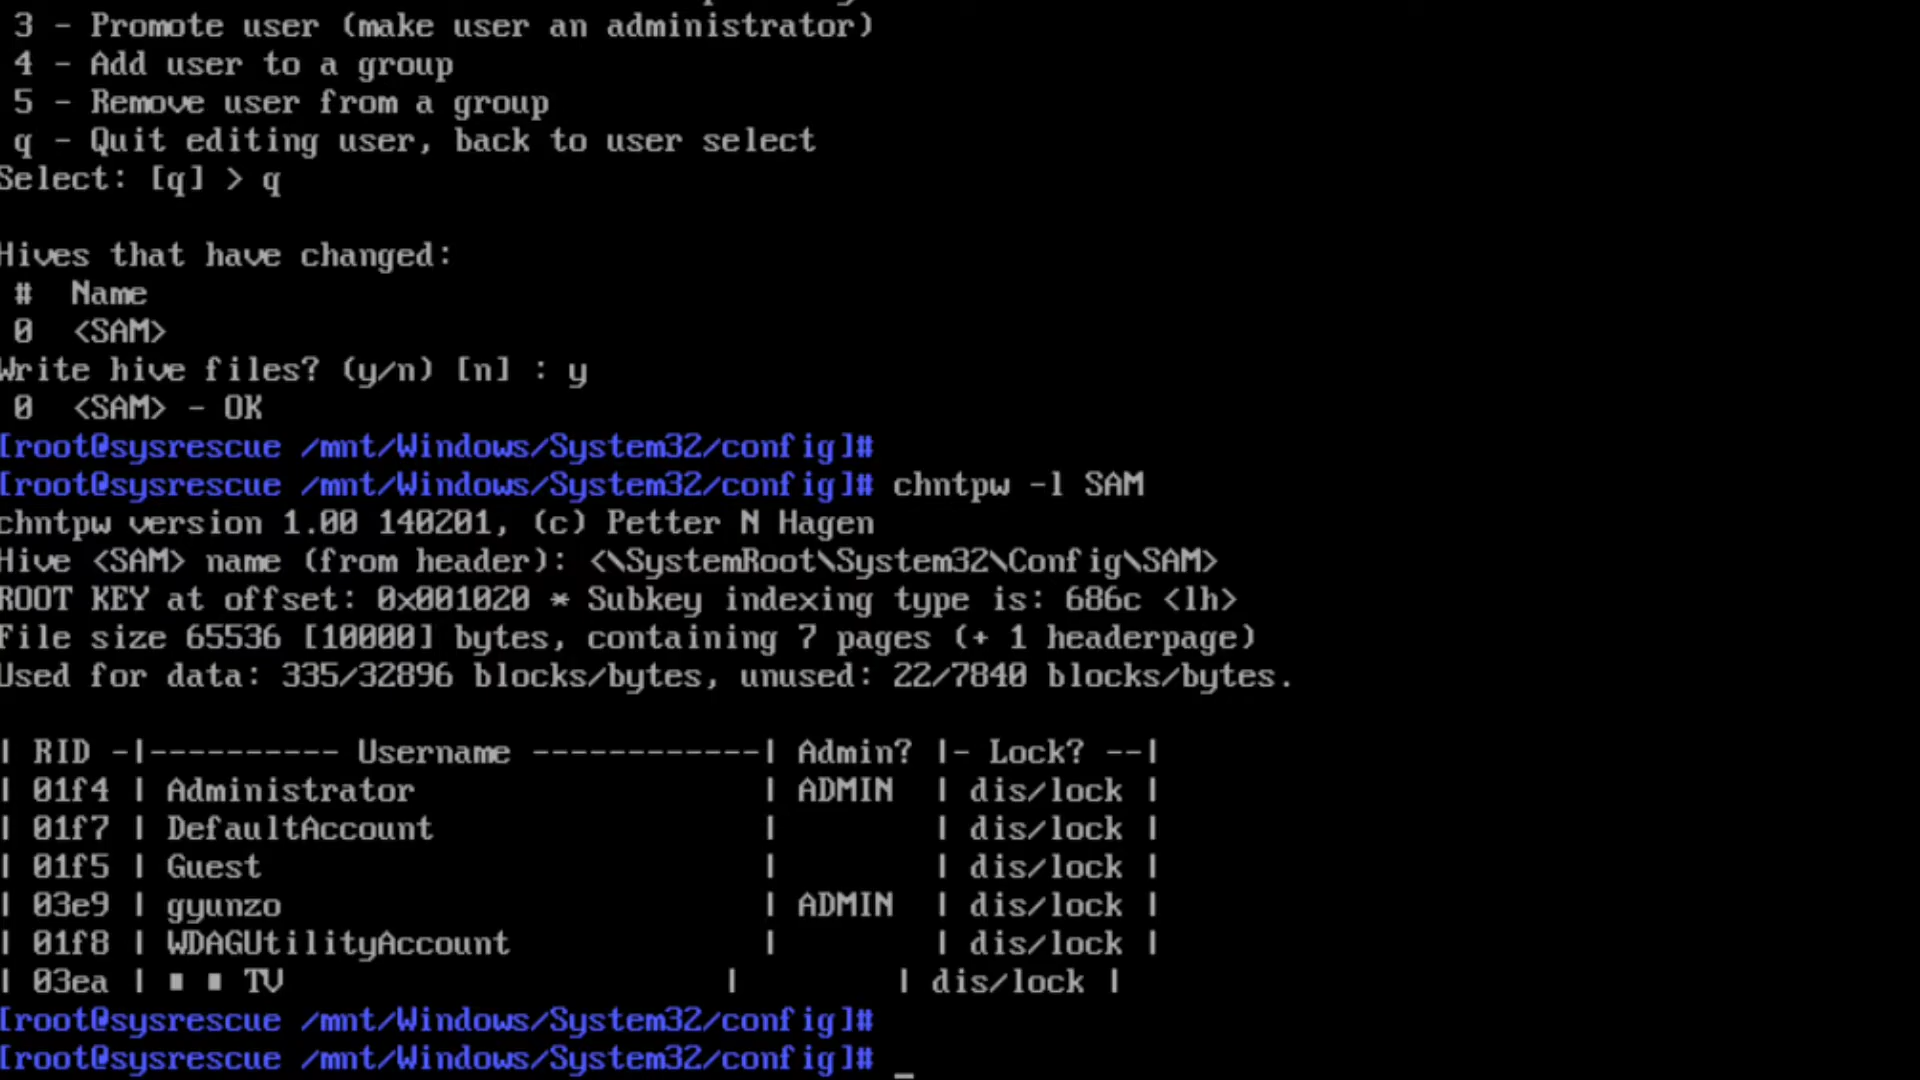 3 - Promote user (make user an administrator)
4 - Add user to a group
5 - Remove user from a group
q - Quit editing user, back to user select
Select: [q] > q
Hives that have changed:
# Name
0 <SAM>
Write hive files? (y/n) [n] : y
0 <SAM> - OK
[root@sysrescue /mnt/Windows/System32/config]#
[root@sysrescue /mnt/Windows/System32/config]# chntpw -l SAM
chntpw version 1.00 140201, (c) Petter N Hagen
Hive <SAM> name (from header): <\SystemRoot\System32\Config\SAM>
ROOT KEY at offset: 0x001020 * Subkey indexing type is: 686c <lh>
File size 65536 [10000] bytes, containing 7 pages (+ 1 headerpage)
Used for data: 335/32896 blocks/bytes, unused: 22/7840 blocks/bytes.
| RID -|---------- Username ------------| Admin? |- Lock? --|
| 01f4 | Administrator | ADMIN | dis/lock |
| 01f7 | DefaultAccount | | dis/lock |
| 01f5 | Guest | | dis/lock |
| 03e9 | gyunzo | ADMIN | dis/lock |
| 01f8 | WDAGUtilityAccount | | dis/lock |
| 03ea | ■ ■ TV | | dis/lock |
[root@sysrescue /mnt/Windows/System32/config]#
[root@sysrescue /mnt/Windows/System32/config]# _